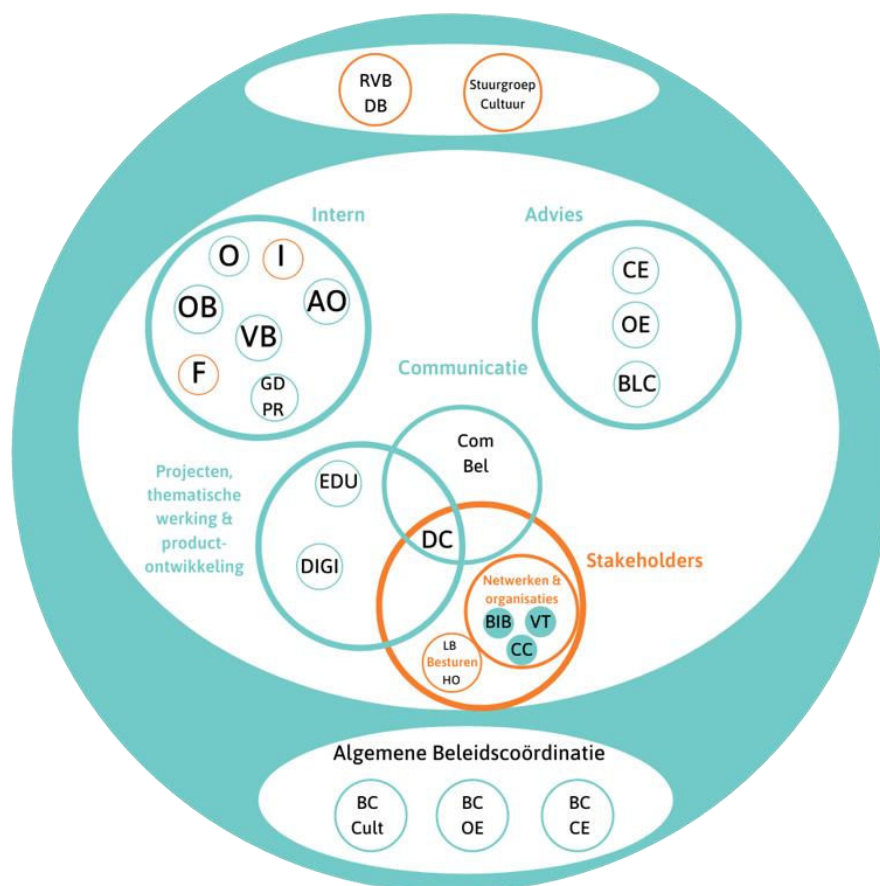 RVB
DB
Stuurgroep
Cultuur
Intern
O
I
OB
AO
VB
F
GD
PR
Advies
CE
OE
BLC
Communicatie
Com
Bel
Projecten,
thematische
werking &
product-
ontwikkeling
EDU
DIGI
DC
Stakeholders
Netwerken &
organisaties
BIB
VT
CC
LB
Besturen
HO
Algemene Beleidscoördinatie
BC
Cult
BC
OE
BC
CE